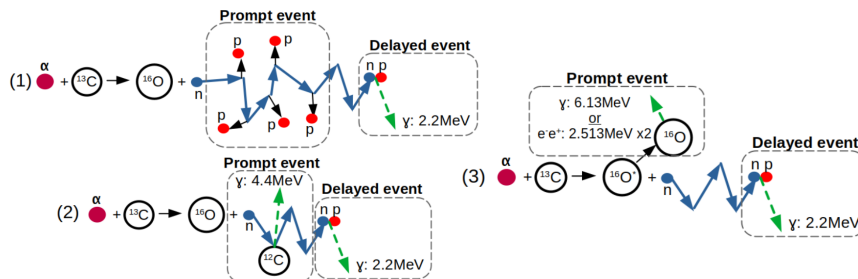 Prompt event
p p
Delayed event
(1) α + ¹³C → ¹⁶O + n n p
p p p
γ: 2.2MeV
Prompt event
γ: 4.4MeV
Delayed event
(2) α + ¹³C → ¹⁶O + n n p
¹²C
γ: 2.2MeV
Prompt event
γ: 6.13MeV
or
e⁻e⁺: 2.513MeV x2
¹⁶O
Delayed event
(3) α + ¹³C → ¹⁶O* + n n p
γ: 2.2MeV